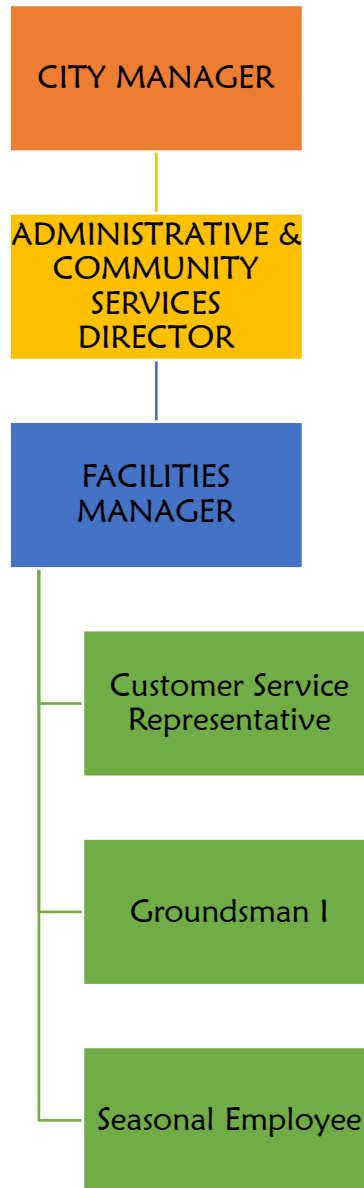 CITY MANAGER
ADMINISTRATIVE &
COMMUNITY
SERVICES
DIRECTOR
FACILITIES
MANAGER
Customer Service
Representative
Groundsman I
Seasonal Employee